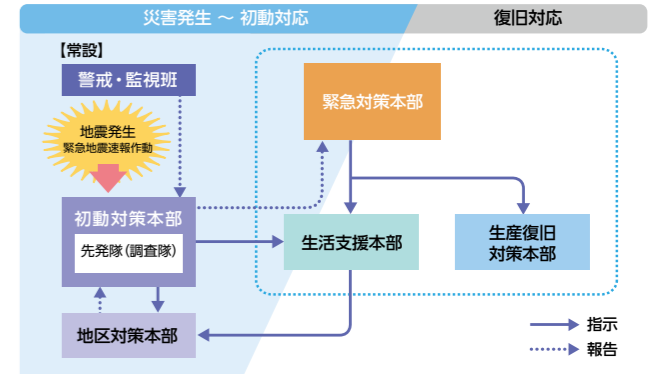 災害発生 ～ 初動対応
復旧対応
【常設】
警戒・監視班
地震発生
緊急地震速報作動
初動対策本部
先発隊(調査隊)
地区対策本部
緊急対策本部
生活支援本部
生産復旧
対策本部
指示
報告